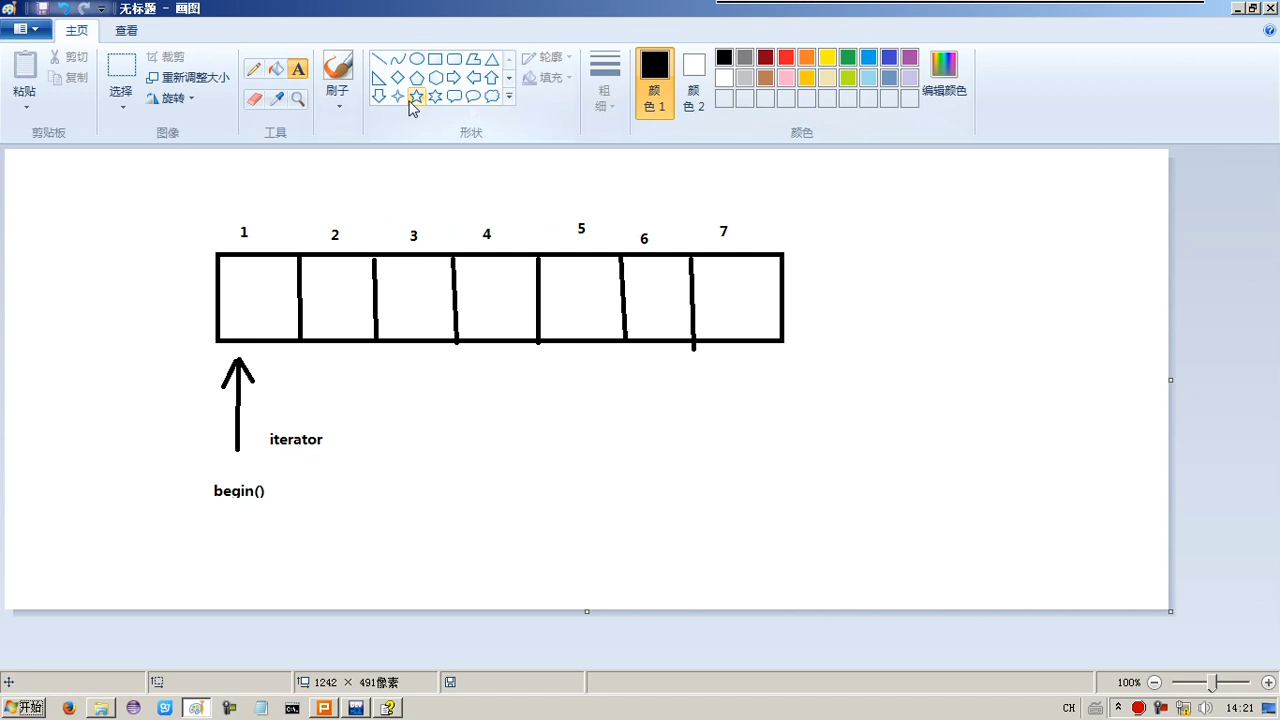 无标题 - 画图
主页
查看
粘贴
剪切
复制
剪贴板
选择
裁剪
重新调整大小
旋转
图像
A
工具
刷子
轮廓
填充
形状
粗
细
颜
色 1
颜
色 2
编辑颜色
颜色
1
2
3
4
5
6
7
iterator
begin()
1242 × 491像素
100%
开始
CH
14:21